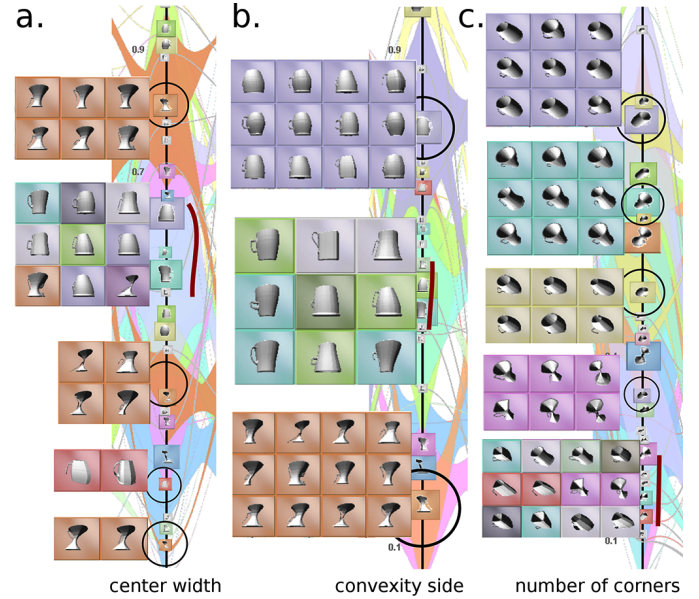 a. b. c.
0.9 0.9
0.7
0.1 0.1
center width convexity side number of corners